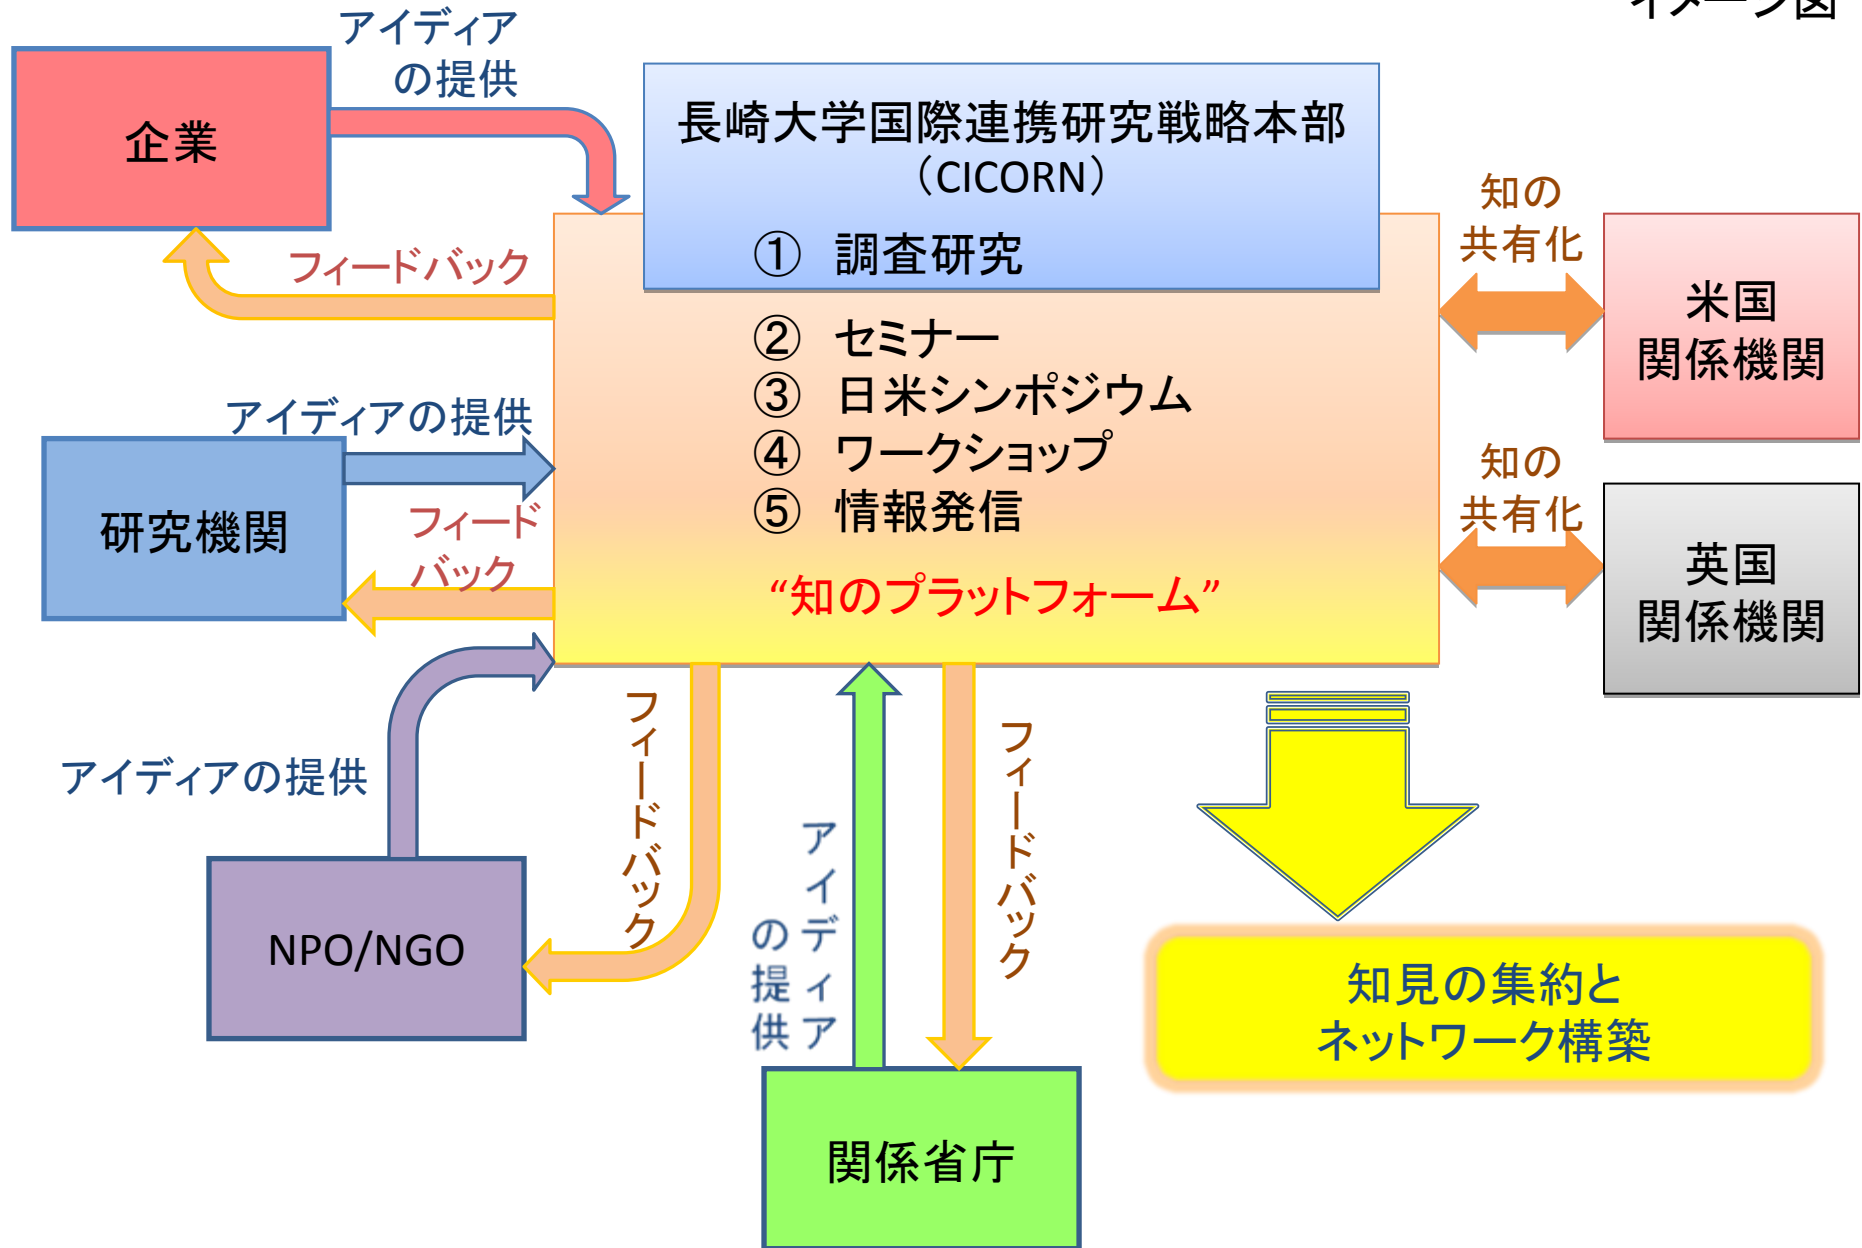 イメージ図
アイディア
の提供
企業
長崎大学国際連携研究戦略本部
（CICORN）
① 調査研究
フィードバック
② セミナー
③ 日米シンポジウム
④ ワークショップ
⑤ 情報発信
“知のプラットフォーム”
知の
共有化
米国
関係機関
アイディアの提供
研究機関
フィード
バック
知の
共有化
英国
関係機関
アイディアの提供
NPO/NGO
フィードバック
アイディア
の提供
フィードバック
関係省庁
知見の集約と
ネットワーク構築